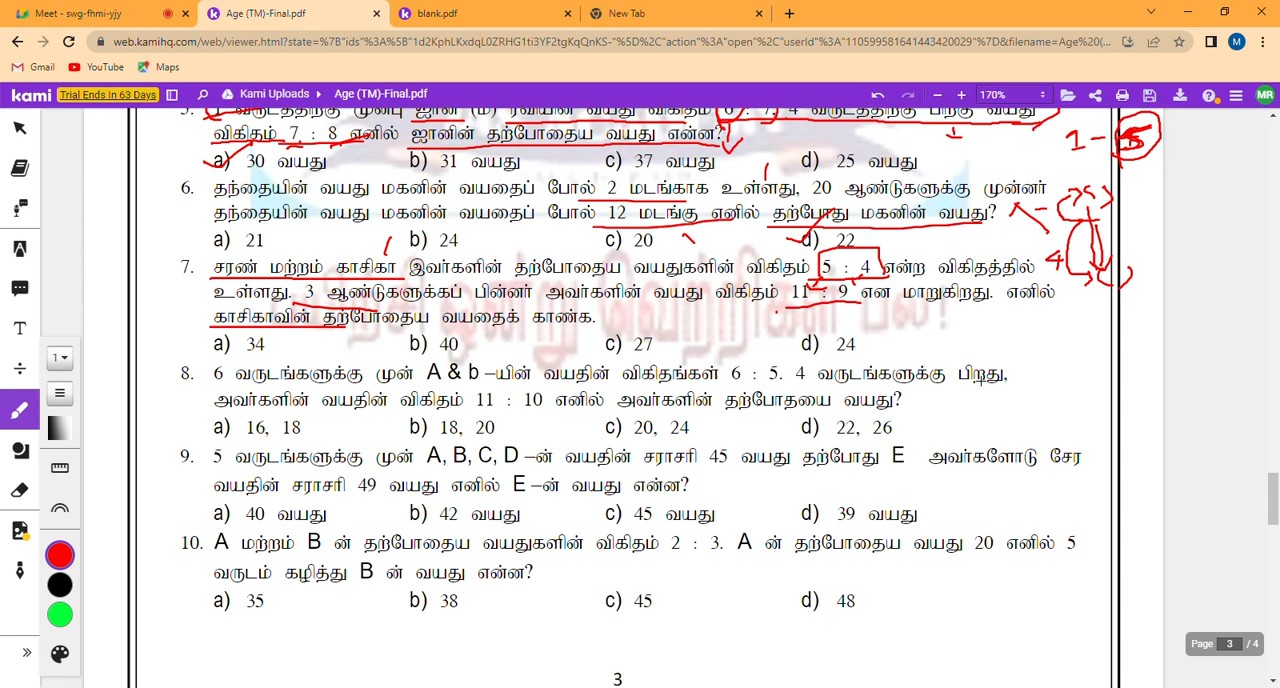 Meet - swg-fhmi-yjy
Age (TM)-Final.pdf
blank.pdf
New Tab
web.kamihq.com/web/viewer.html?state=%7B"ids"%3A%5B"1d2KphLKxdqL0ZRHG1ti3YF2tgKqQnKS-"%5D%2C"action"%3A"open"%2C"userId"%3A"110599581641443420029"%7D&filename=Age%20(...
Gmail YouTube Maps
kami Trial Ends In 63 Days Kami Uploads Age (TM)-Final.pdf 170% MR
விகிதம் 7 : 8 எனில் ஜானின் தற்போதைய வயது என்ன?
1 -
a) 30 வயது b) 31 வயது c) 37 வயது d) 25 வயது
6. தந்தையின் வயது மகனின் வயதைப் போல் 2 மடங்காக உள்ளது, 20 ஆண்டுகளுக்கு முன்னர்
தந்தையின் வயது மகனின் வயதைப் போல் 12 மடங்கு எனில் தற்போது மகனின் வயது?
a) 21 b) 24 c) 20 d) 22
4
7. சரண் மற்றம் காசிகா இவர்களின் தற்போதைய வயதுகளின் விகிதம் 5 : 4 என்ற விகிதத்தில்
உள்ளது. 3 ஆண்டுகளுக்கப் பின்னர் அவர்களின் வயது விகிதம் 11 : 9 என மாறுகிறது. எனில்
காசிகாவின் தற்போதைய வயதைக் காண்க.
a) 34 b) 40 c) 27 d) 24
8. 6 வருடங்களுக்கு முன் A & b –யின் வயதின் விகிதங்கள் 6 : 5. 4 வருடங்களுக்கு பிறது,
அவர்களின் வயதின் விகிதம் 11 : 10 எனில் அவர்களின் தற்போதயை வயது?
a) 16, 18 b) 18, 20 c) 20, 24 d) 22, 26
9. 5 வருடங்களுக்கு முன் A, B, C, D –ன் வயதின் சராசரி 45 வயது தற்போது E அவர்களோடு சேர
வயதின் சராசரி 49 வயது எனில் E –ன் வயது என்ன?
a) 40 வயது b) 42 வயது c) 45 வயது d) 39 வயது
10. A மற்றம் B ன் தற்போதைய வயதுகளின் விகிதம் 2 : 3. A ன் தற்போதைய வயது 20 எனில் 5
வருடம் கழித்து B ன் வயது என்ன?
a) 35 b) 38 c) 45 d) 48
Page 3 / 4
3